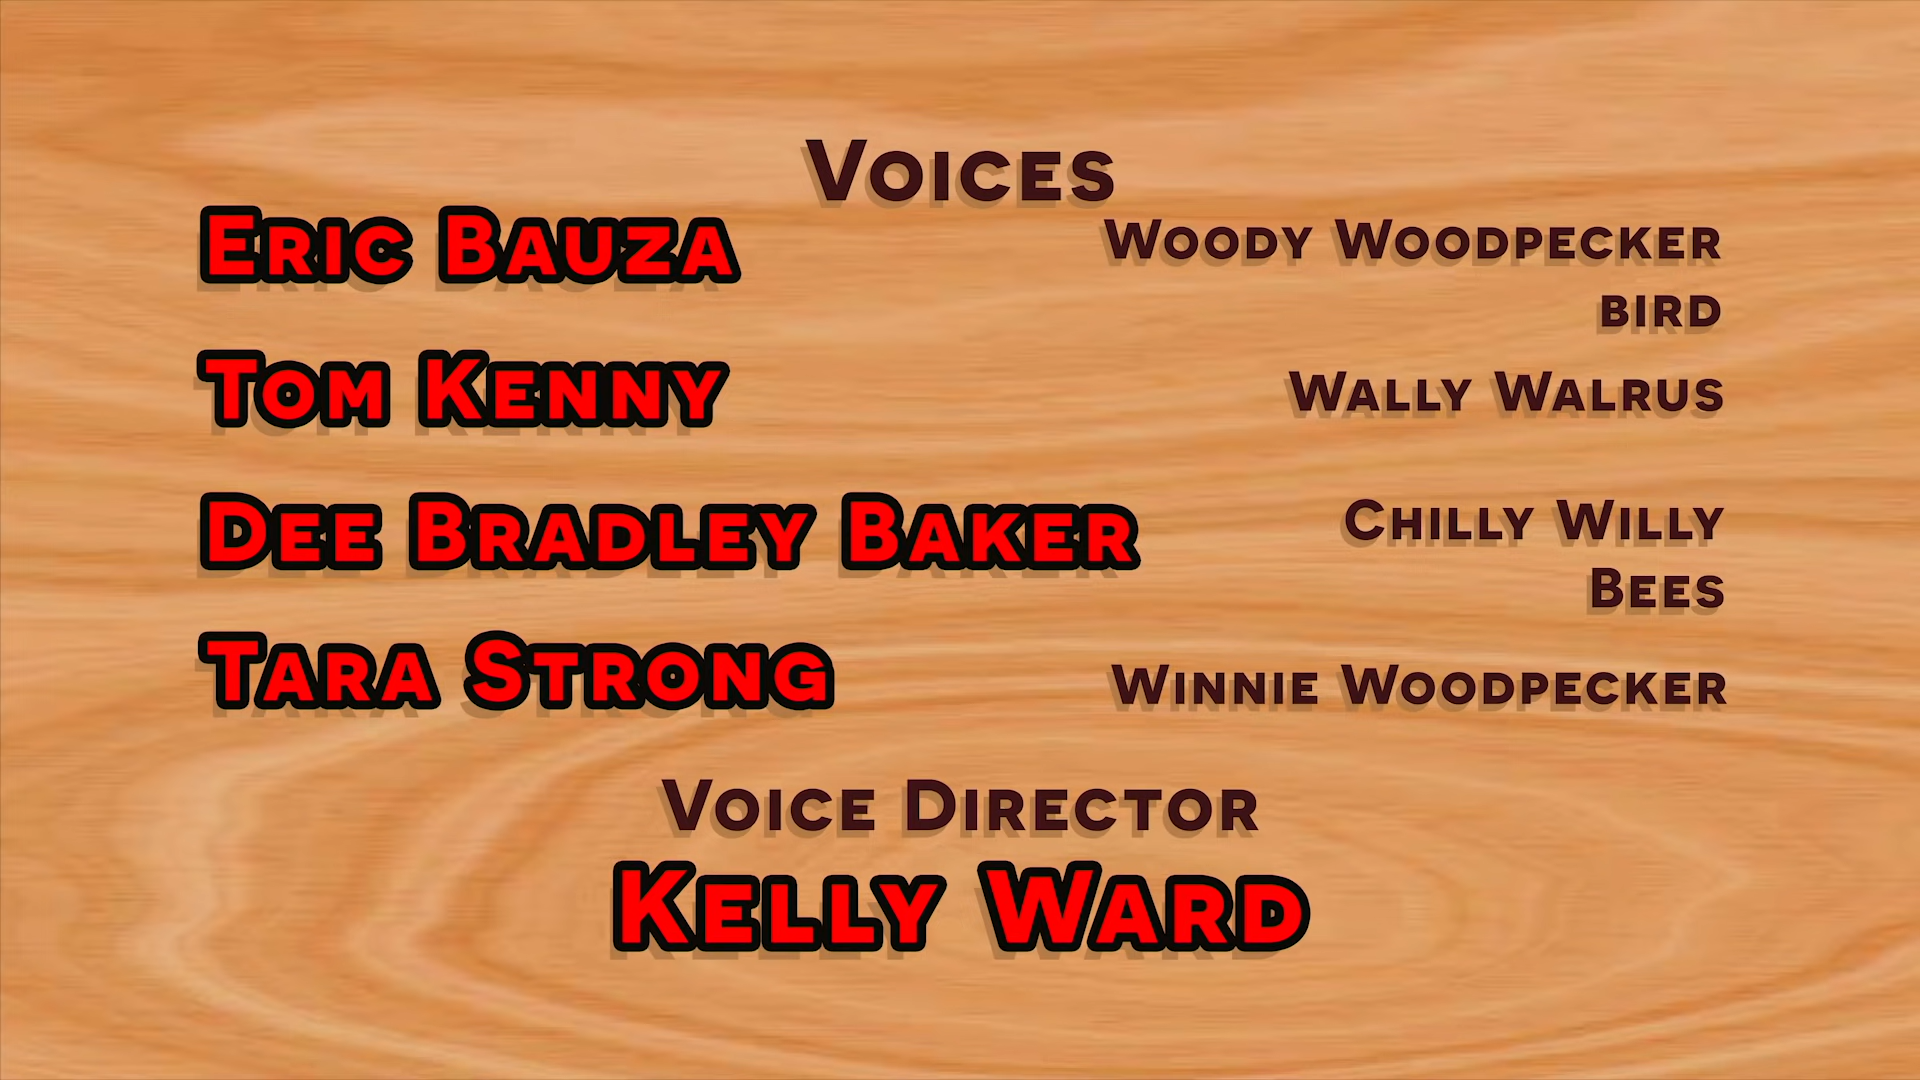 Voices
Eric Bauza Woody Woodpecker
bird
Tom Kenny Wally Walrus
Dee Bradley Baker Chilly Willy
Bees
Tara Strong Winnie Woodpecker
Voice Director
Kelly Ward